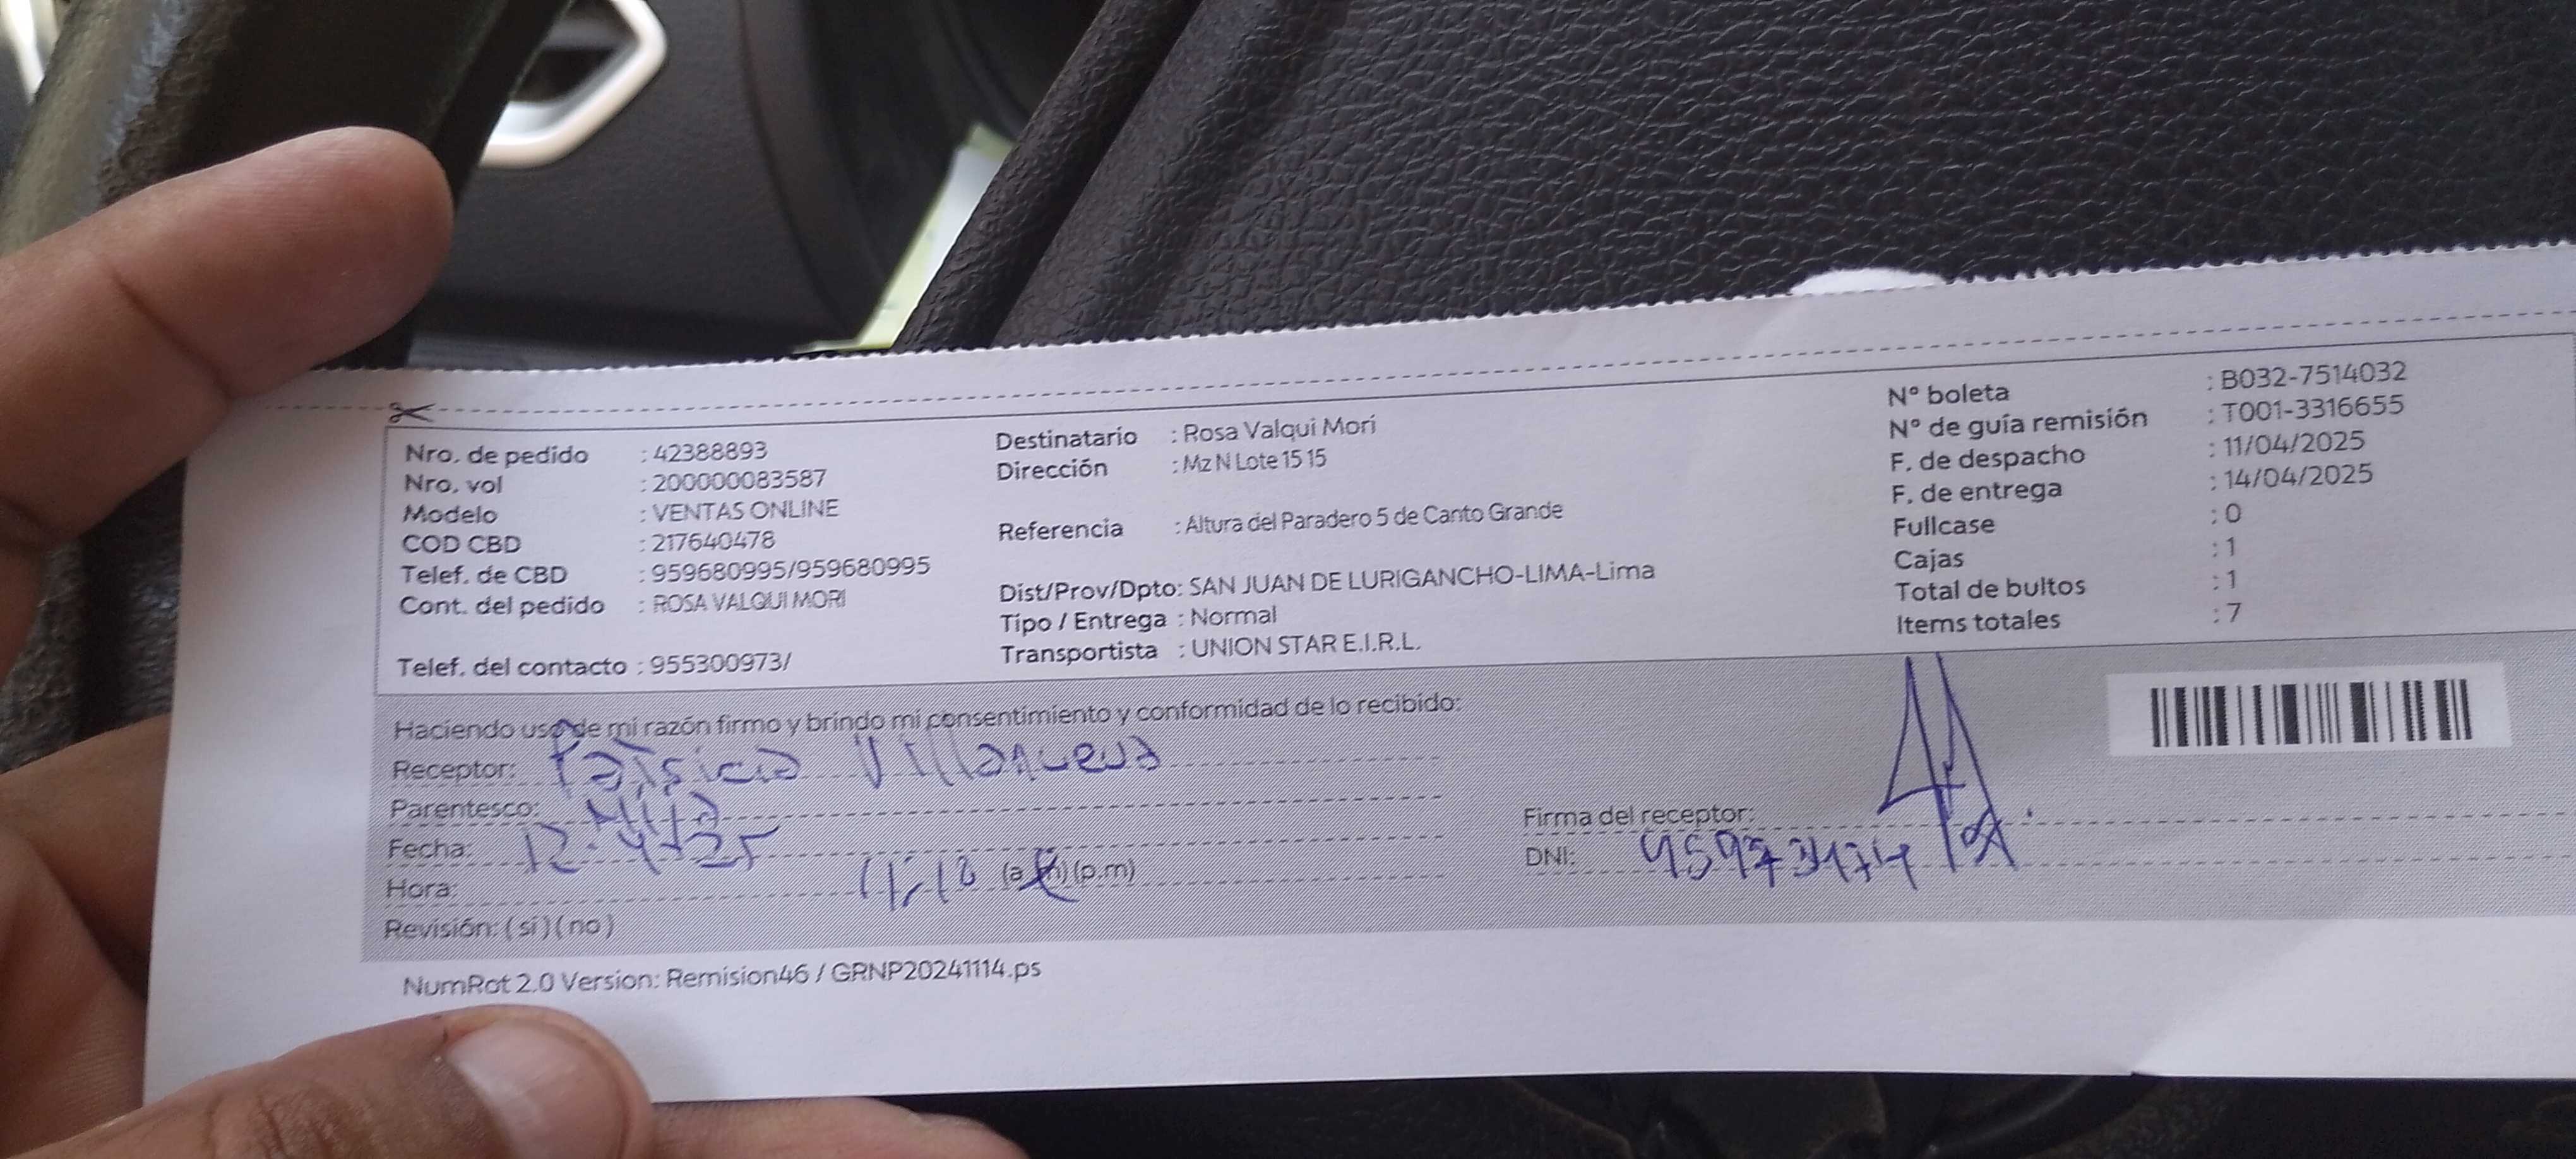 Nro. de pedido : 42388893
Nro. vol : 200000083587
Modelo : VENTAS ONLINE
COD CBD : 217640478
Telef. de CBD : 959680995/959680995
Cont. del pedido : ROSA VALQUI MORI
Telef. del contacto : 955300973/
Destinatario : Rosa Valqui Mori
Dirección : Mz N Lote 15 15
Referencia : Altura del Paradero 5 de Canto Grande
Dist/Prov/Dpto: SAN JUAN DE LURIGANCHO-LIMA-Lima
Tipo / Entrega : Normal
Transportista : UNION STAR E.I.R.L.
N° boleta : B032-7514032
N° de guía remisión : T001-3316655
F. de despacho : 11/04/2025
F. de entrega : 14/04/2025
Fullcase : 0
Cajas : 1
Total de bultos : 1
Items totales : 7
Haciendo uso de mi razón firmo y brindo mi consentimiento y conformidad de lo recibido:
Receptor: Patricia Villanueva
Parentesco:
Fecha: 12-4-25
Hora: 11:18 (a.m)(p.m)
Revisión: (si)(no)
Firma del receptor:
DNI:
NumRot 2.0 Version: Remision46 / GRNP20241114.ps